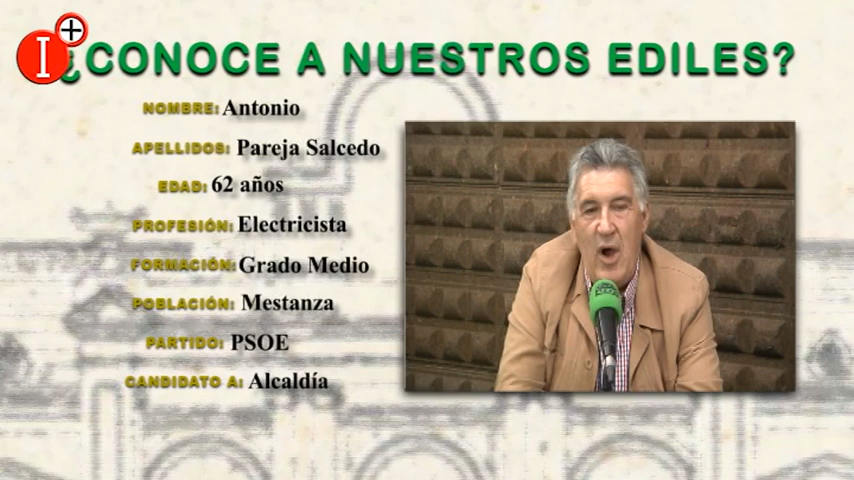 I+
¿CONOCE A NUESTROS EDILES?
NOMBRE: Antonio
APELLIDOS: Pareja Salcedo
EDAD: 62 años
PROFESIÓN: Electricista
FORMACIÓN: Grado Medio
POBLACIÓN: Mestanza
PARTIDO: PSOE
CANDIDATO A: Alcaldía